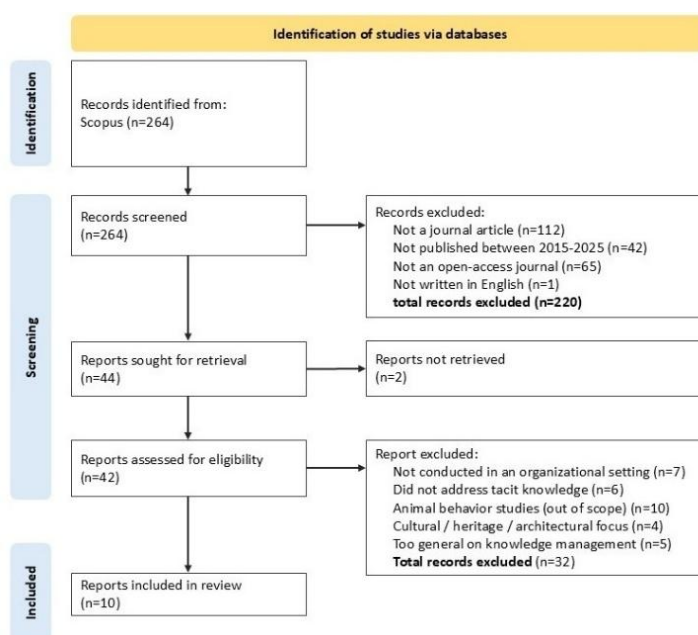 Identification of studies via databases
Identification
Records identified from:
Scopus (n=264)
Screening
Records screened
(n=264)
Records excluded:
Not a journal article (n=112)
Not published between 2015-2025 (n=42)
Not an open-access journal (n=65)
Not written in English (n=1)
total records excluded (n=220)
Reports sought for retrieval
(n=44)
Reports not retrieved
(n=2)
Reports assessed for eligibility
(n=42)
Report excluded:
Not conducted in an organizational setting (n=7)
Did not address tacit knowledge (n=6)
Animal behavior studies (out of scope) (n=10)
Cultural / heritage / architectural focus (n=4)
Too general on knowledge management (n=5)
Total records excluded (n=32)
Included
Reports included in review
(n=10)